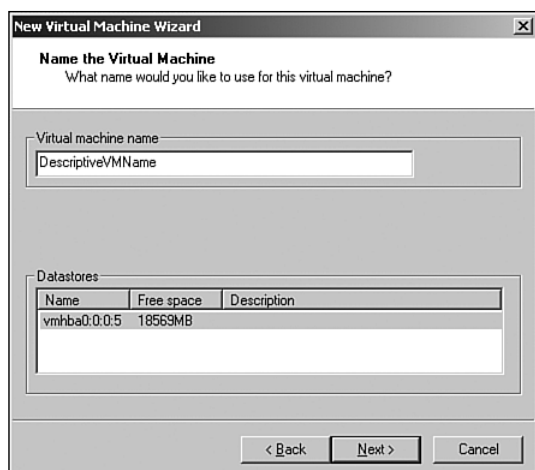 New Virtual Machine Wizard
Name the Virtual Machine
What name would you like to use for this virtual machine?
Virtual machine name
DescriptiveVMName
Datastores
Name Free space Description
vmhba0:0:0:5 18569MB
< Back Next > Cancel